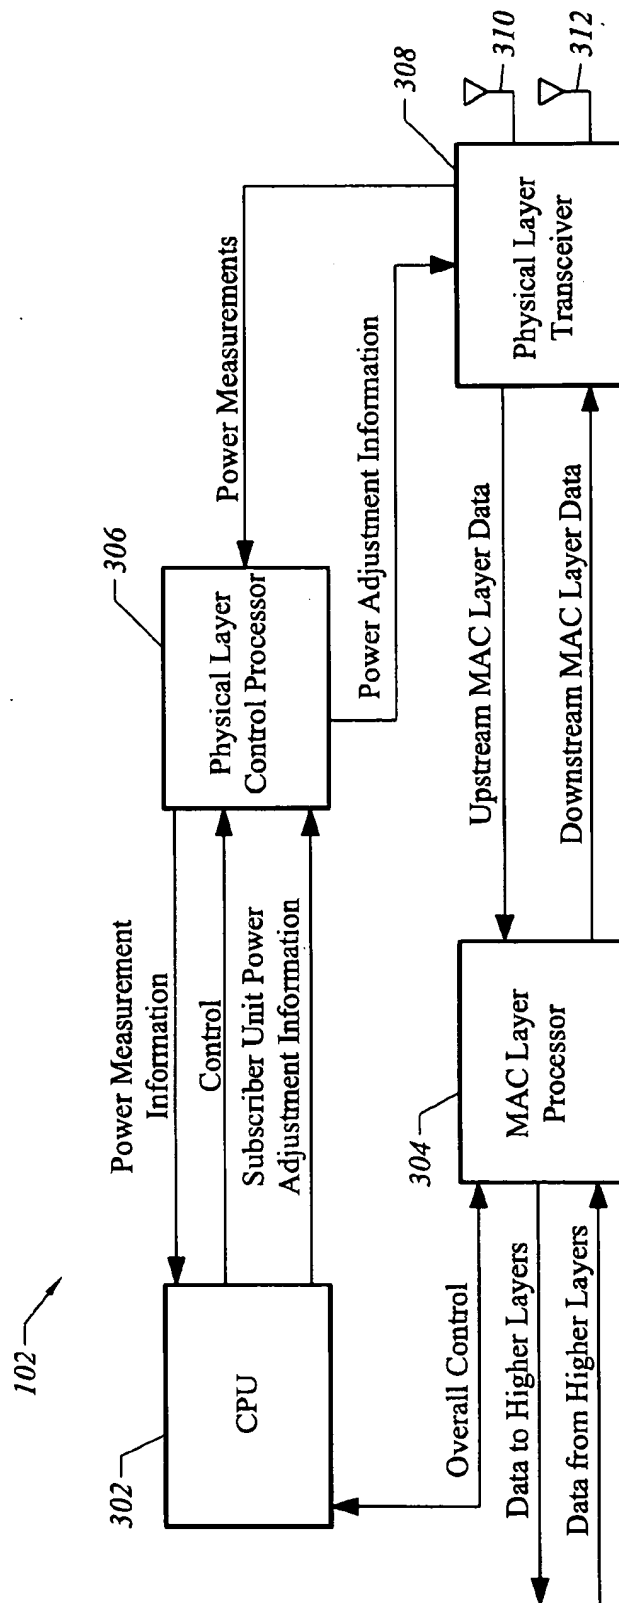 102
302
CPU
Power Measurement
Information
Control
Subscriber Unit Power
Adjustment Information
306
Physical Layer
Control Processor
Power Measurements
Power Adjustment Information
308
310
312
Physical Layer
Transceiver
Upstream MAC Layer Data
Downstream MAC Layer Data
304
MAC Layer
Processor
Overall Control
Data to Higher Layers
Data from Higher Layers